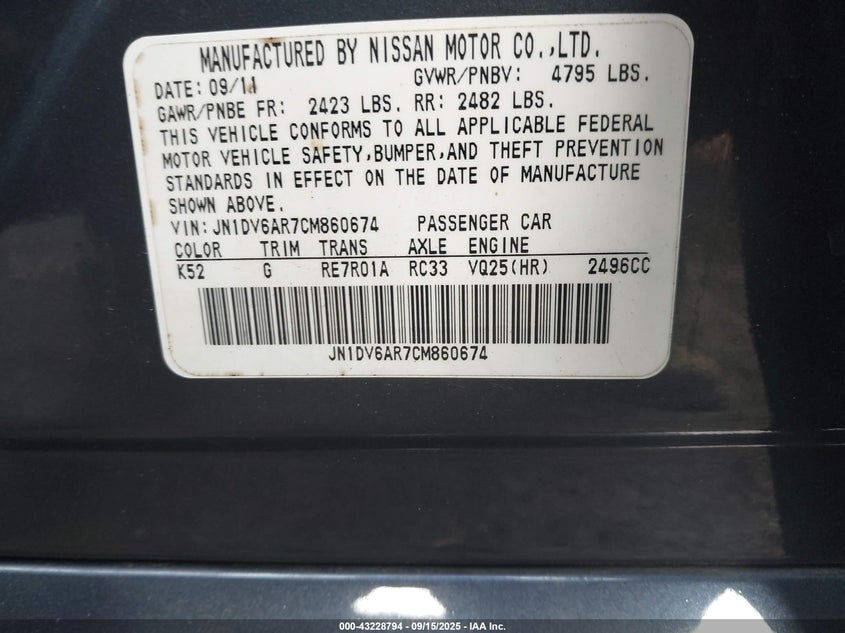 MANUFACTURED BY NISSAN MOTOR CO.,LTD.
DATE: 09/11 GVWR/PNBV: 4795 LBS.
GAWR/PNBE FR: 2423 LBS. RR: 2482 LBS.
THIS VEHICLE CONFORMS TO ALL APPLICABLE FEDERAL
MOTOR VEHICLE SAFETY,BUMPER,AND THEFT PREVENTION
STANDARDS IN EFFECT ON THE DATE OF MANUFACTURE
SHOWN ABOVE.
VIN: JN1DV6AR7CM860674 PASSENGER CAR
COLOR TRIM TRANS AXLE ENGINE
K52 G RE7R01A RC33 VQ25(HR) 2496CC
JN1DV6AR7CM860674
000-43228794 - 09/15/2025 - IAA Inc.